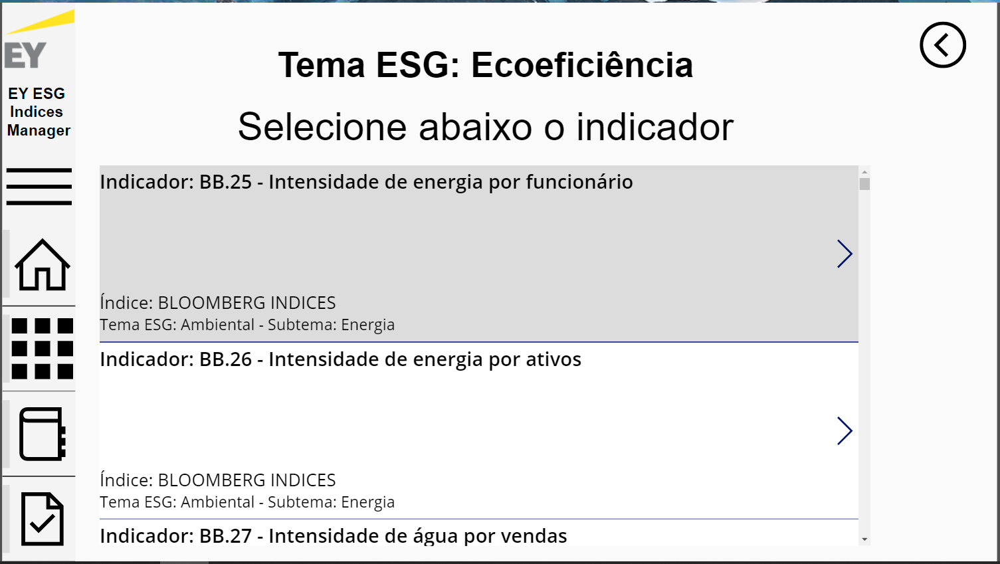 EY
EY ESG
Indices
Manager
Tema ESG: Ecoeficiência
Selecione abaixo o indicador
Indicador: BB.25 - Intensidade de energia por funcionário
Índice: BLOOMBERG INDICES
Tema ESG: Ambiental - Subtema: Energia
Indicador: BB.26 - Intensidade de energia por ativos
Índice: BLOOMBERG INDICES
Tema ESG: Ambiental - Subtema: Energia
Indicador: BB.27 - Intensidade de água por vendas